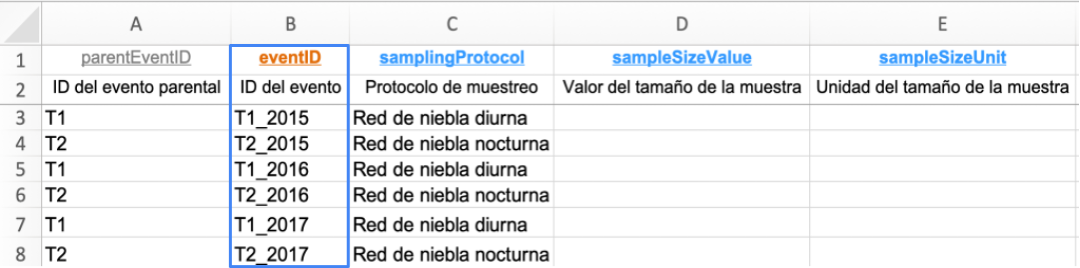 A B C D E
1 parentEventID eventID samplingProtocol sampleSizeValue sampleSizeUnit
2 ID del evento parental ID del evento Protocolo de muestreo Valor del tamaño de la muestra Unidad del tamaño de la muestra
3 T1 T1_2015 Red de niebla diurna
4 T2 T2_2015 Red de niebla nocturna
5 T1 T1_2016 Red de niebla diurna
6 T2 T2_2016 Red de niebla nocturna
7 T1 T1_2017 Red de niebla diurna
8 T2 T2_2017 Red de niebla nocturna